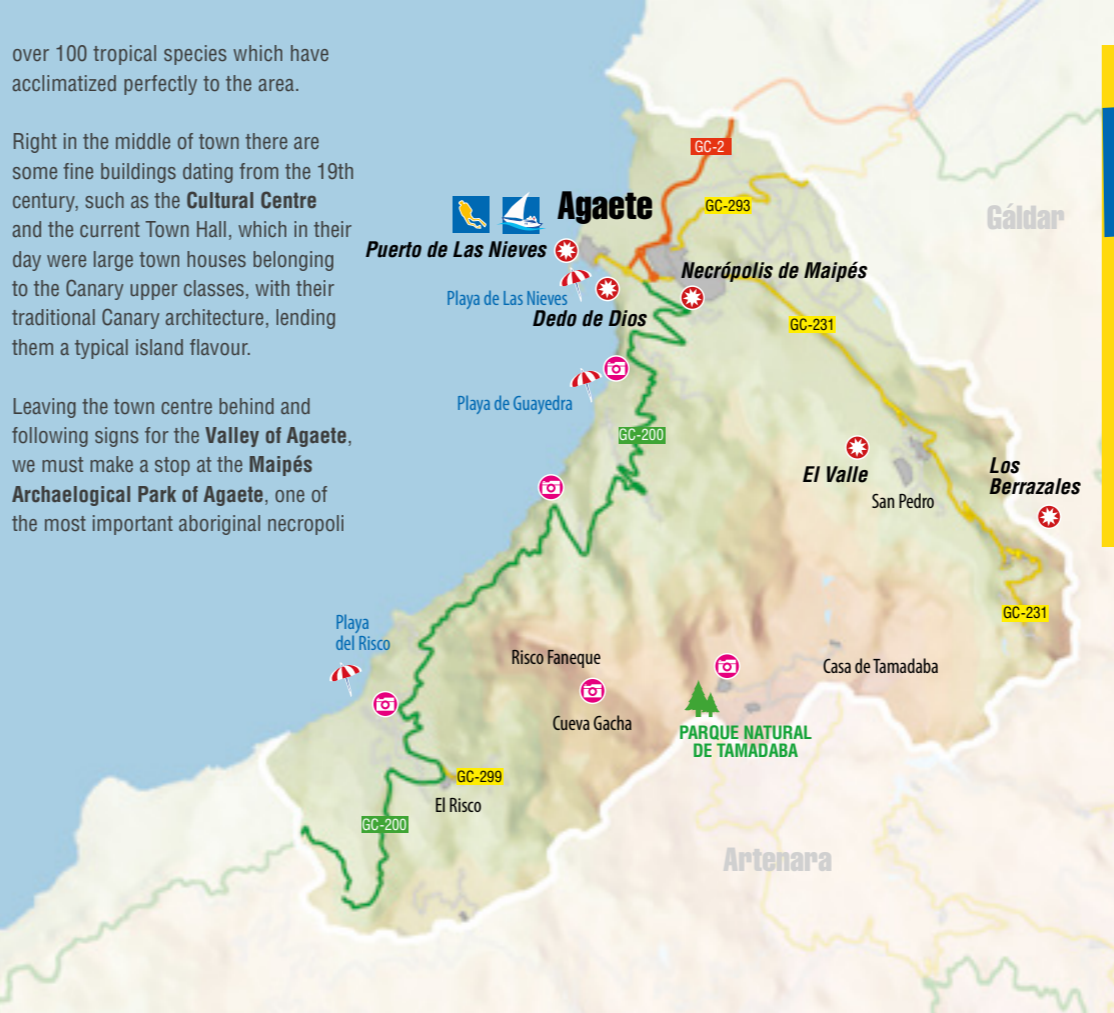 over 100 tropical species which have
acclimatized perfectly to the area.
Right in the middle of town there are
some fine buildings dating from the 19th
century, such as the Cultural Centre
and the current Town Hall, which in their
day were large town houses belonging
to the Canary upper classes, with their
traditional Canary architecture, lending
them a typical island flavour.
Leaving the town centre behind and
following signs for the Valley of Agaete,
we must make a stop at the Maipés
Archaelogical Park of Agaete, one of
the most important aboriginal necropoli
GC-2
Agaete
GC-293
Gáldar
Puerto de Las Nieves
Necrópolis de Maipés
Playa de Las Nieves
Dedo de Dios
GC-231
Playa de Guayedra
GC-200
El Valle
San Pedro
Los
Berrazales
GC-231
Playa
del Risco
Risco Faneque
Casa de Tamadaba
Cueva Gacha
PARQUE NATURAL
DE TAMADABA
GC-299
El Risco
GC-200
Artenara